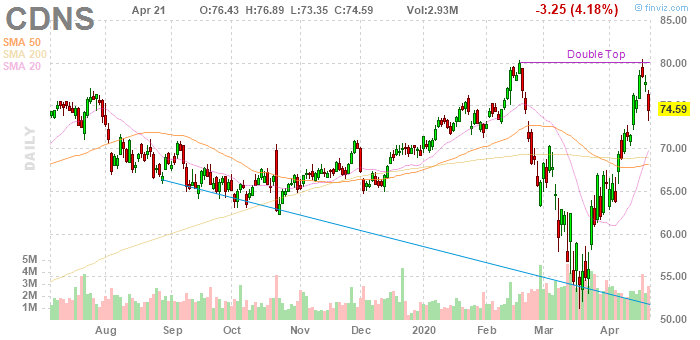 CDNS
Apr 21 O:76.43 H:76.89 L:73.35 C:74.59 Vol:2.93M -3.25 (4.18%)
© finviz.com
SMA 50
SMA 200
SMA 20
DAILY
Double Top
80.00
75.00
74.59
70.00
65.00
60.00
55.00
50.00
5M
4M
3M
2M
1M
Aug Sep Oct Nov Dec 2020 Feb Mar Apr